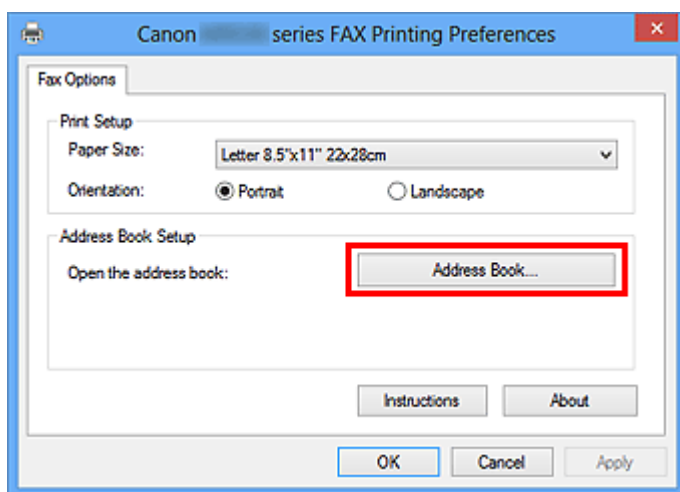 Canon series FAX Printing Preferences
Fax Options
Print Setup
Paper Size: Letter 8.5"x11" 22x28cm
Orientation: Portrait Landscape
Address Book Setup
Open the address book: Address Book...
Instructions About
OK Cancel Apply